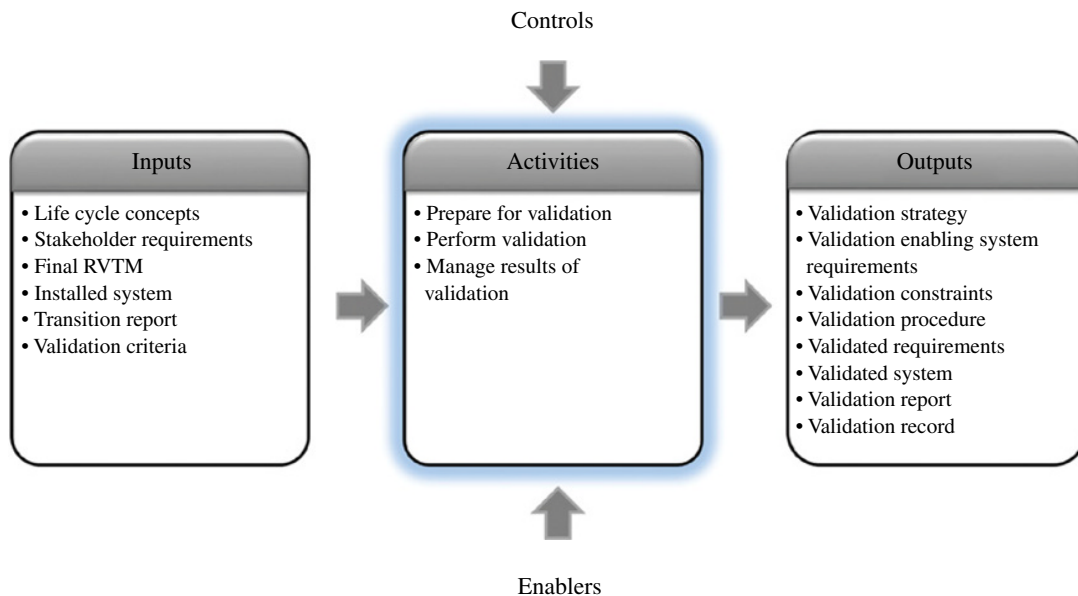 Controls
Inputs
• Life cycle concepts
• Stakeholder requirements
• Final RVTM
• Installed system
• Transition report
• Validation criteria
Activities
• Prepare for validation
• Perform validation
• Manage results of
validation
Outputs
• Validation strategy
• Validation enabling system
requirements
• Validation constraints
• Validation procedure
• Validated requirements
• Validated system
• Validation report
• Validation record
Enablers